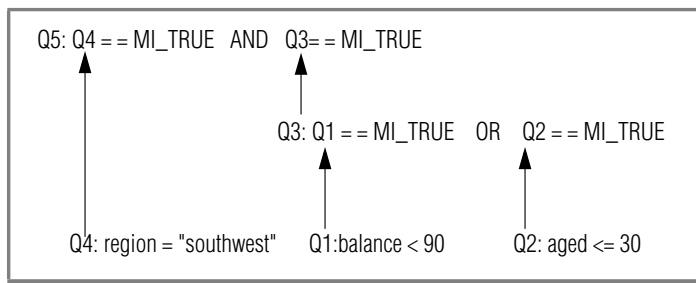 Q5: Q4 = = MI_TRUE AND Q3= = MI_TRUE
Q3: Q1 = = MI_TRUE OR Q2 = = MI_TRUE
Q4: region = "southwest" Q1:balance < 90 Q2: aged <= 30